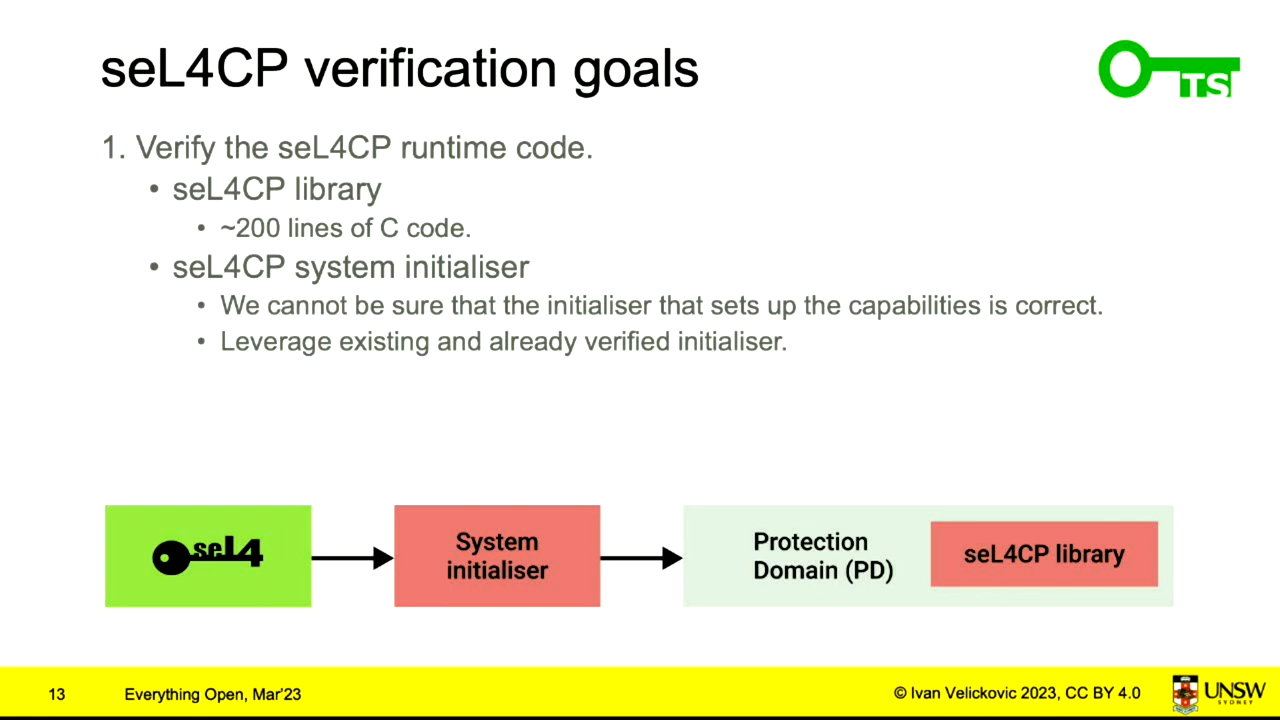 seL4CP verification goals
TS
1. Verify the seL4CP runtime code.
• seL4CP library
• ~200 lines of C code.
• seL4CP system initialiser
• We cannot be sure that the initialiser that sets up the capabilities is correct.
• Leverage existing and already verified initialiser.
seL4
System
initialiser
Protection
Domain (PD)
seL4CP library
13
Everything Open, Mar'23
© Ivan Velickovic 2023, CC BY 4.0
UNSW
SYDNEY